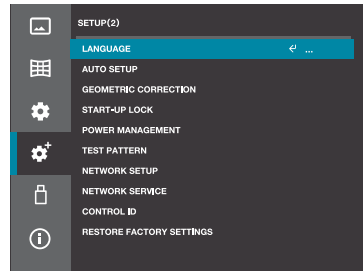 SETUP(2)
LANGUAGE ...
AUTO SETUP
GEOMETRIC CORRECTION
START-UP LOCK
POWER MANAGEMENT
TEST PATTERN
NETWORK SETUP
NETWORK SERVICE
CONTROL ID
RESTORE FACTORY SETTINGS